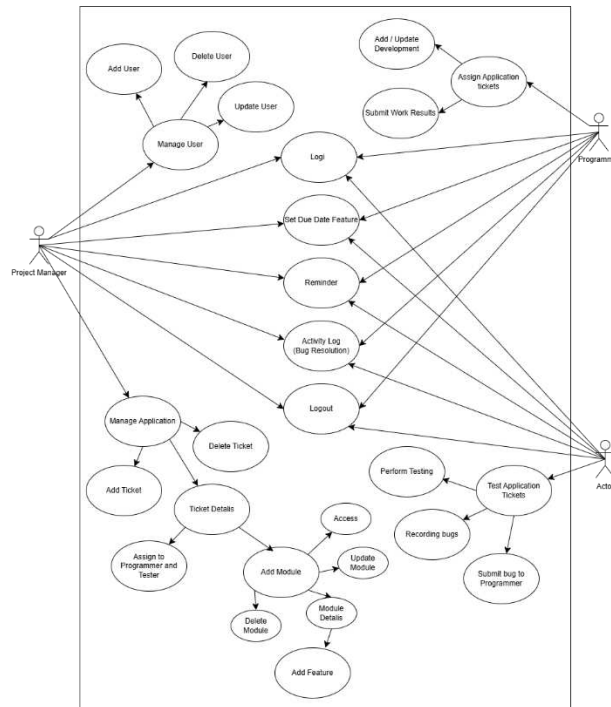 Delete User
Add / Update
Development
Add User
Assign Application
tickets
Update User
Submit Work Results
Manage User
Programm
Logi
Set Due Date Feature
Project Manager
Reminder
Activity Log
(Bug Resolution)
Logout
Manage Application
Delete Ticket
Acto
Perform Testing
Test Application
Tickets
Add Ticket
Ticket Details
Access
Recording bugs
Assign to
Programmer and
Tester
Add Module
Update
Module
Submit bug to
Programmer
Delete
Module
Module
Details
Add Feature